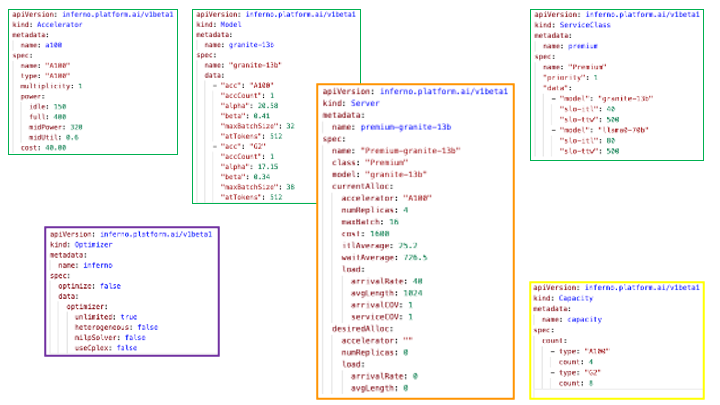 apiVersion: inferno.platform.ai/v1beta1
kind: Accelerator
metadata:
name: a100
spec:
name: "A100"
type: "A100"
multiplicity: 1
power:
idle: 150
full: 400
midPower: 320
midUtil: 0.6
cost: 40.00
apiVersion: inferno.platform.ai/v1beta1
kind: Model
metadata:
name: granite-13b
spec:
name: "granite-13b"
data:
- "acc": "A100"
"accCount": 1
"alpha": 20.58
"beta": 0.41
"maxBatchSize": 32
"atTokens": 512
- "acc": "G2"
"accCount": 1
"alpha": 17.15
"beta": 0.34
"maxBatchSize": 38
"atTokens": 512
apiVersion: inferno.platform.ai/v1beta1
kind: Server
metadata:
name: premium-granite-13b
spec:
name: "Premium-granite-13b"
class: "Premium"
model: "granite-13b"
currentAlloc:
accelerator: "A100"
numReplicas: 4
maxBatch: 16
cost: 1600
itlAverage: 25.2
waitAverage: 726.5
load:
arrivalRate: 40
avgLength: 1024
arrivalCOV: 1
serviceCOV: 1
desiredAlloc:
accelerator: ""
numReplicas: 0
load:
arrivalRate: 0
avgLength: 0
apiVersion: inferno.platform.ai/v1beta1
kind: ServiceClass
metadata:
name: premium
spec:
name: "Premium"
"priority": 1
"data":
- "model": "granite-13b"
"slo-itl": 40
"slo-ttw": 500
- "model": "llama0-70b"
"slo-itl": 80
"slo-ttw": 500
apiVersion: inferno.platform.ai/v1beta1
kind: Optimizer
metadata:
name: inferno
spec:
optimize: false
data:
optimizer:
unlimited: true
heterogeneous: false
milpSolver: false
useCplex: false
apiVersion: inferno.platform.ai/v1beta1
kind: Capacity
metadata:
name: capacity
spec:
count:
- type: "A100"
count: 4
- type: "G2"
count: 8